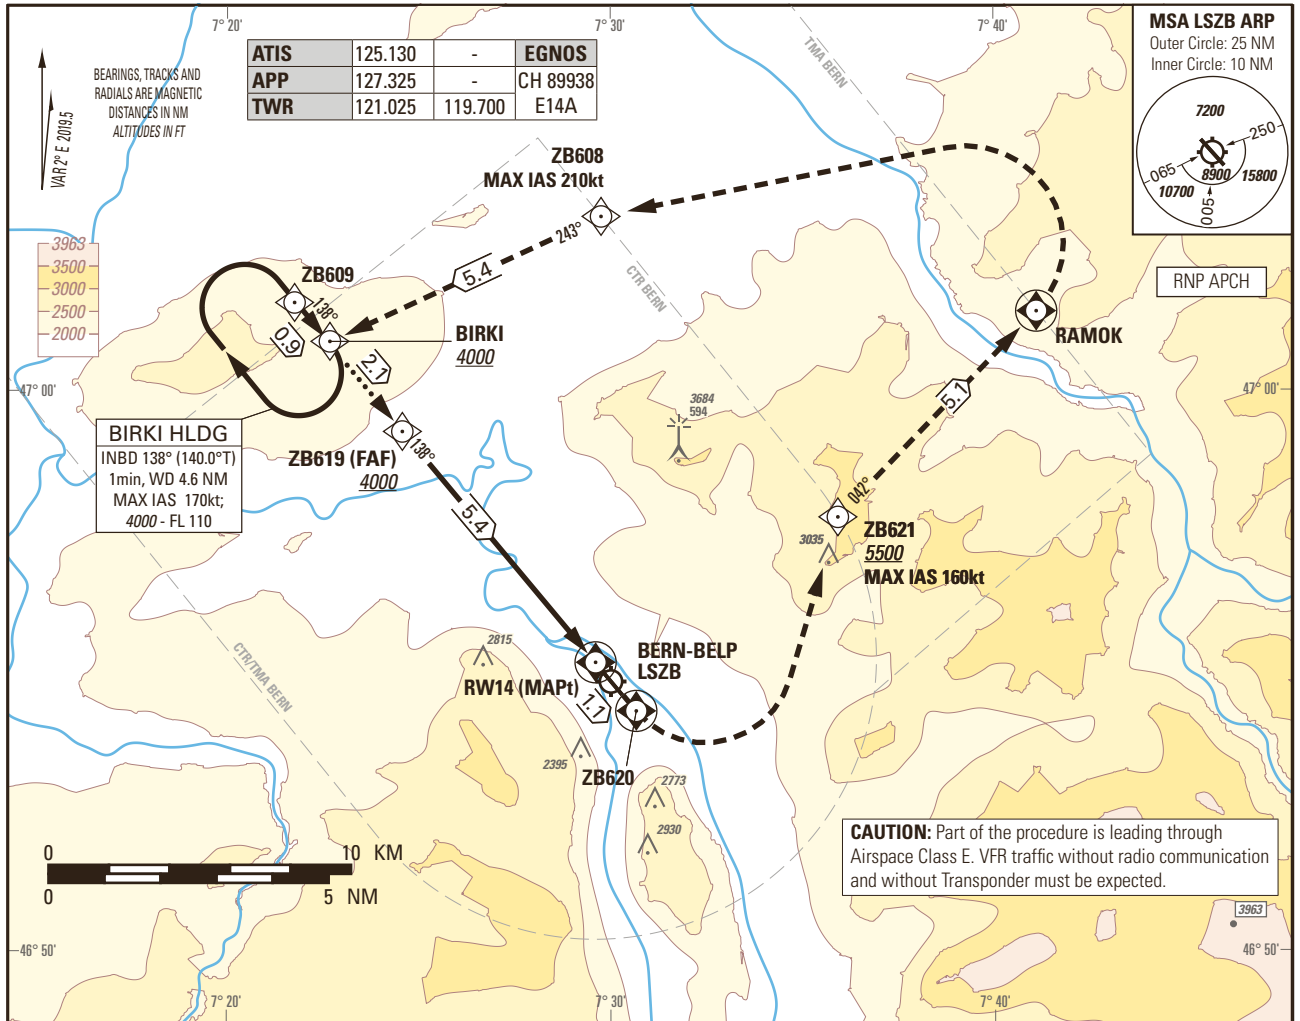 7° 20'
7° 30'
7° 40'
MSA LSZB ARP
Outer Circle: 25 NM
Inner Circle: 10 NM
7200
250
065
8900
10700
15800
005
BEARINGS, TRACKS AND
RADIALS ARE MAGNETIC
DISTANCES IN NM
ALTITUDES IN FT
VAR 2° E 2019.5
ATIS 125.130 - EGNOS
APP 127.325 - CH 89938
TWR 121.025 119.700 E14A
TMA BERN
ZB608
MAX IAS 210kt
243°
5.4
CTR BERN
3963
3500
3000
2500
2000
ZB609
138°
0.9
BIRKI
4000
2.1
RNP APCH
RAMOK
5.1
47° 00'
47° 00'
3684
594
BIRKI HLDG
INBD 138° (140.0°T)
1min, WD 4.6 NM
MAX IAS 170kt;
4000 - FL 110
ZB619 (FAF)
4000
138°
5.4
042°
ZB621
5500
MAX IAS 160kt
3035
CTR/TMA BERN
2815
BERN-BELP
LSZB
RW14 (MAPt)
1.1
ZB620
2395
2773
2930
0 10 KM
0 5 NM
CAUTION: Part of the procedure is leading through
Airspace Class E. VFR traffic without radio communication
and without Transponder must be expected.
3963
46° 50'
46° 50'
7° 20'
7° 30'
7° 40'